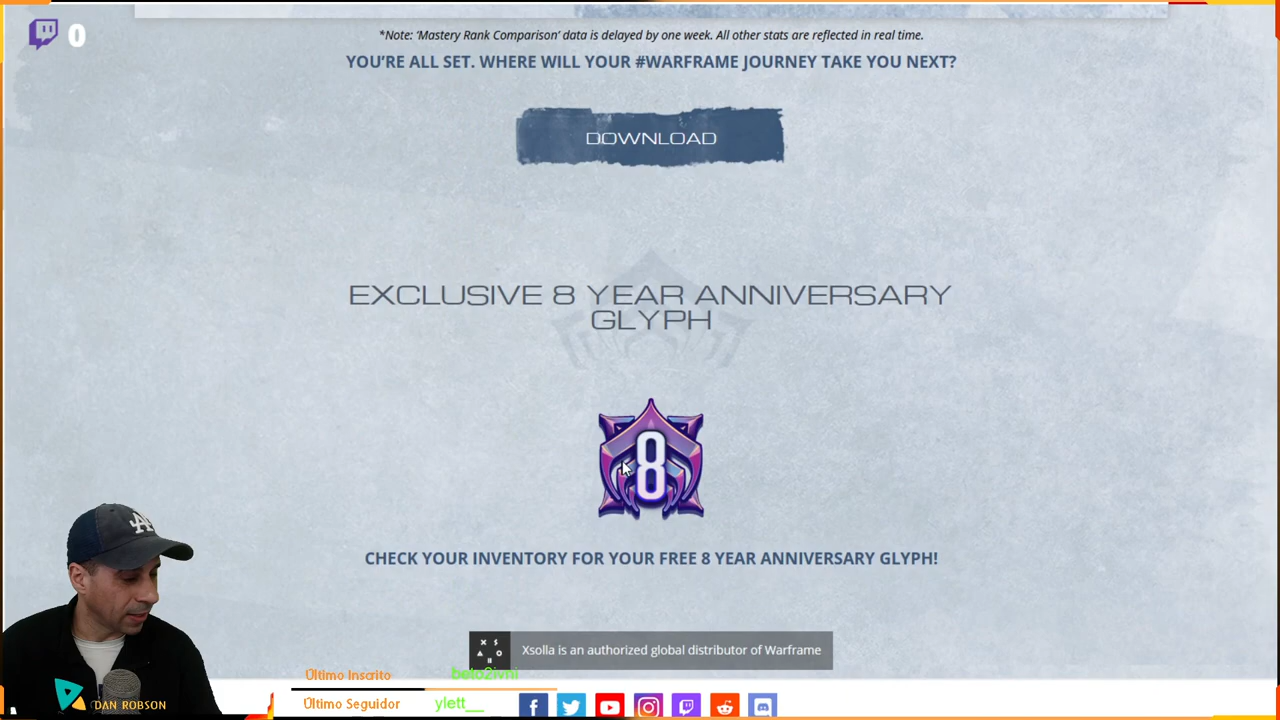 0
*Note: ‘Mastery Rank Comparison’ data is delayed by one week. All other stats are reflected in real time.
YOU’RE ALL SET. WHERE WILL YOUR #WARFRAME JOURNEY TAKE YOU NEXT?
DOWNLOAD
EXCLUSIVE 8 YEAR ANNIVERSARY
GLYPH
8
CHECK YOUR INVENTORY FOR YOUR FREE 8 YEAR ANNIVERSARY GLYPH!
Xsolla is an authorized global distributor of Warframe
Último Inscrito
Último Seguidor ylett__
DAN ROBSON